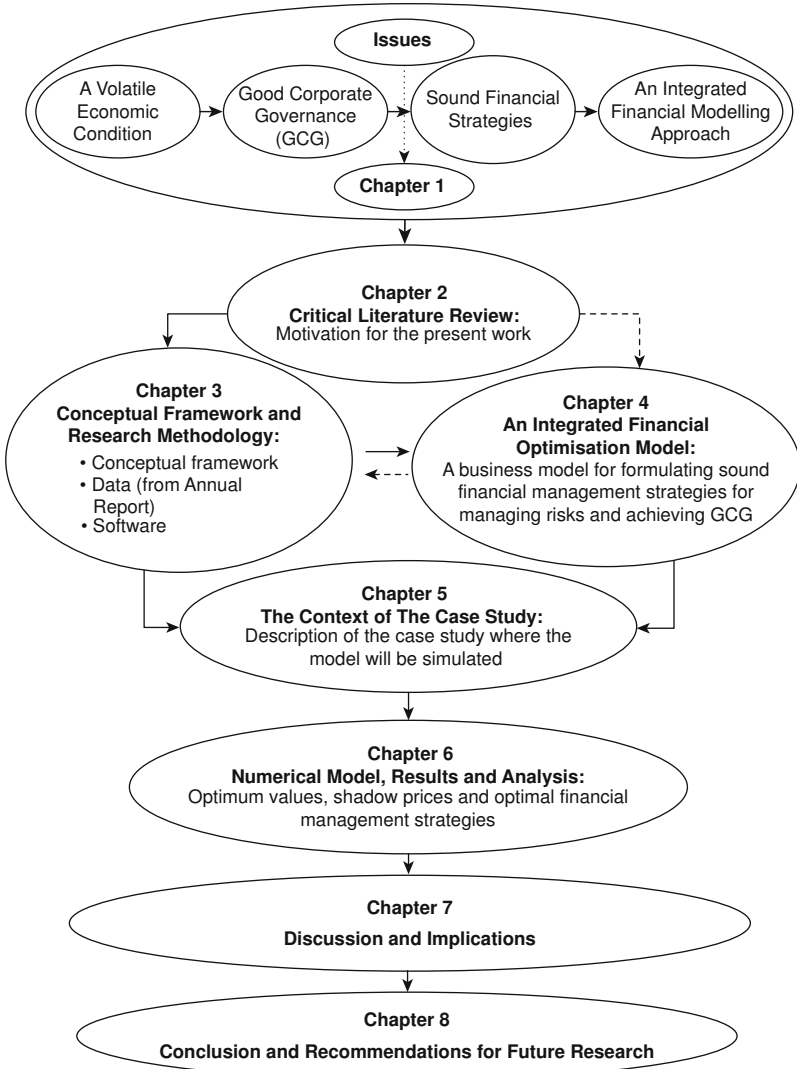 Issues
A Volatile
Economic
Condition
Good Corporate
Governance
(GCG)
Sound Financial
Strategies
An Integrated
Financial Modelling
Approach
Chapter 1
Chapter 2
Critical Literature Review:
Motivation for the present work
Chapter 3
Conceptual Framework and
Research Methodology:
• Conceptual framework
• Data (from Annual
Report)
• Software
Chapter 4
An Integrated Financial
Optimisation Model:
A business model for formulating sound
financial management strategies for
managing risks and achieving GCG
Chapter 5
The Context of The Case Study:
Description of the case study where the
model will be simulated
Chapter 6
Numerical Model, Results and Analysis:
Optimum values, shadow prices and optimal financial
management strategies
Chapter 7
Discussion and Implications
Chapter 8
Conclusion and Recommendations for Future Research